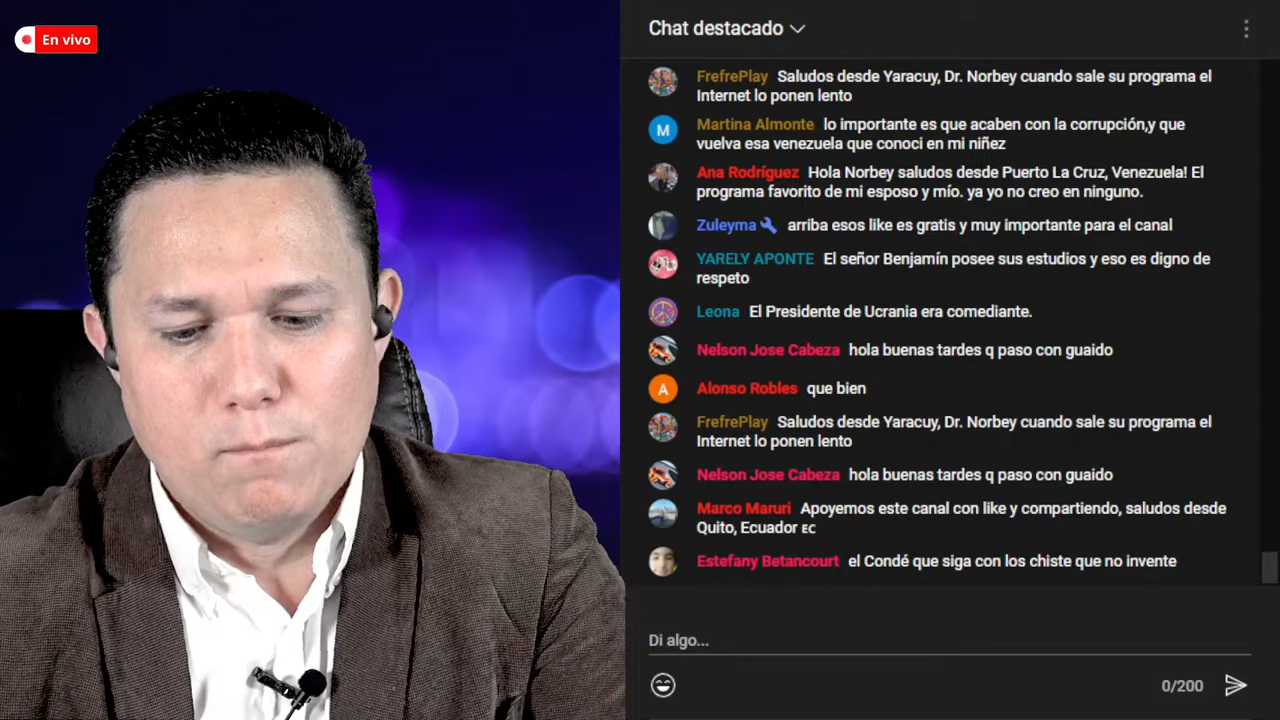 En vivo
Chat destacado
FrefrePlay Saludos desde Yaracuy, Dr. Norbey cuando sale su programa el
Internet lo ponen lento
M
Martina Almonte lo importante es que acaben con la corrupción,y que
vuelva esa venezuela que conoci en mi niñez
Ana Rodríguez Hola Norbey saludos desde Puerto La Cruz, Venezuela! El
programa favorito de mi esposo y mío. ya yo no creo en ninguno.
Zuleyma arriba esos like es gratis y muy importante para el canal
YARELY APONTE El señor Benjamín posee sus estudios y eso es digno de
respeto
Leona El Presidente de Ucrania era comediante.
Nelson Jose Cabeza hola buenas tardes q paso con guaido
A
Alonso Robles que bien
FrefrePlay Saludos desde Yaracuy, Dr. Norbey cuando sale su programa el
Internet lo ponen lento
Nelson Jose Cabeza hola buenas tardes q paso con guaido
Marco Maruri Apoyemos este canal con like y compartiendo, saludos desde
Quito, Ecuador EC
Estefany Betancourt el Condé que siga con los chiste que no invente
Di algo...
0/200